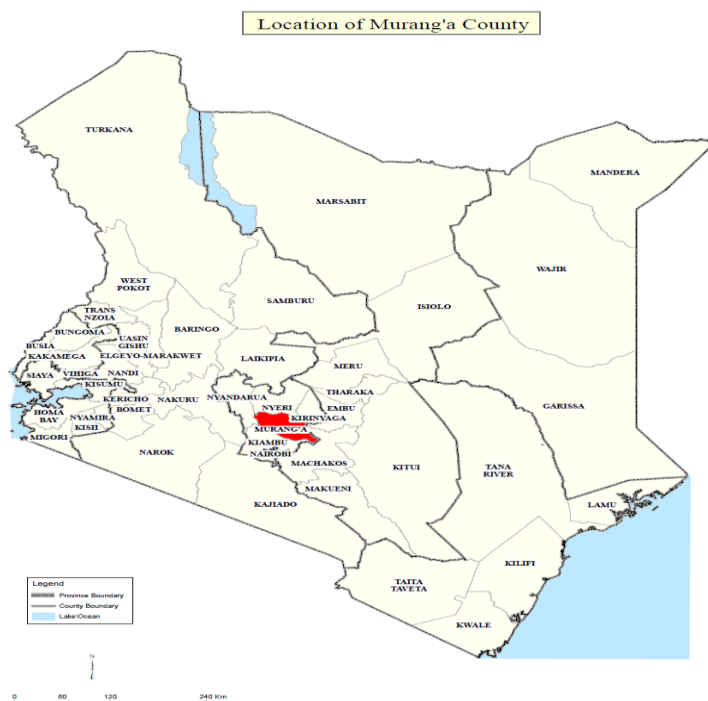 Location of Murang'a County
TURKANA
MANDERA
MARSABIT
WAJIR
WEST
POKOT
SAMBURU
ISIOLO
TRANS
NZOIA
BUNGOMA
BARINGO
UASIN
GISHU
BUSIA
ELGEYO-MARAKWET
KAKAMEGA
LAIKIPIA
MERU
SIAYA
VIHIGA
NANDI
KISUMU
THARAKA
KERICHO
NAKURU
NYANDARUA
NYERI
EMBU
GARISSA
HOMA
BAY
BOMET
NYAMIRA
KIRINYAGA
KISII
MURANG'A
MIGORI
KIAMBU
NAROK
NAIROBI
MACHAKOS
KITUI
TANA
RIVER
MAKUENI
KAJIADO
LAMU
KILIFI
TAITA
TAVETA
KWALE
Legend
Province Boundary
County Boundary
Lake\Ocean
N
0 60 120 240 Km